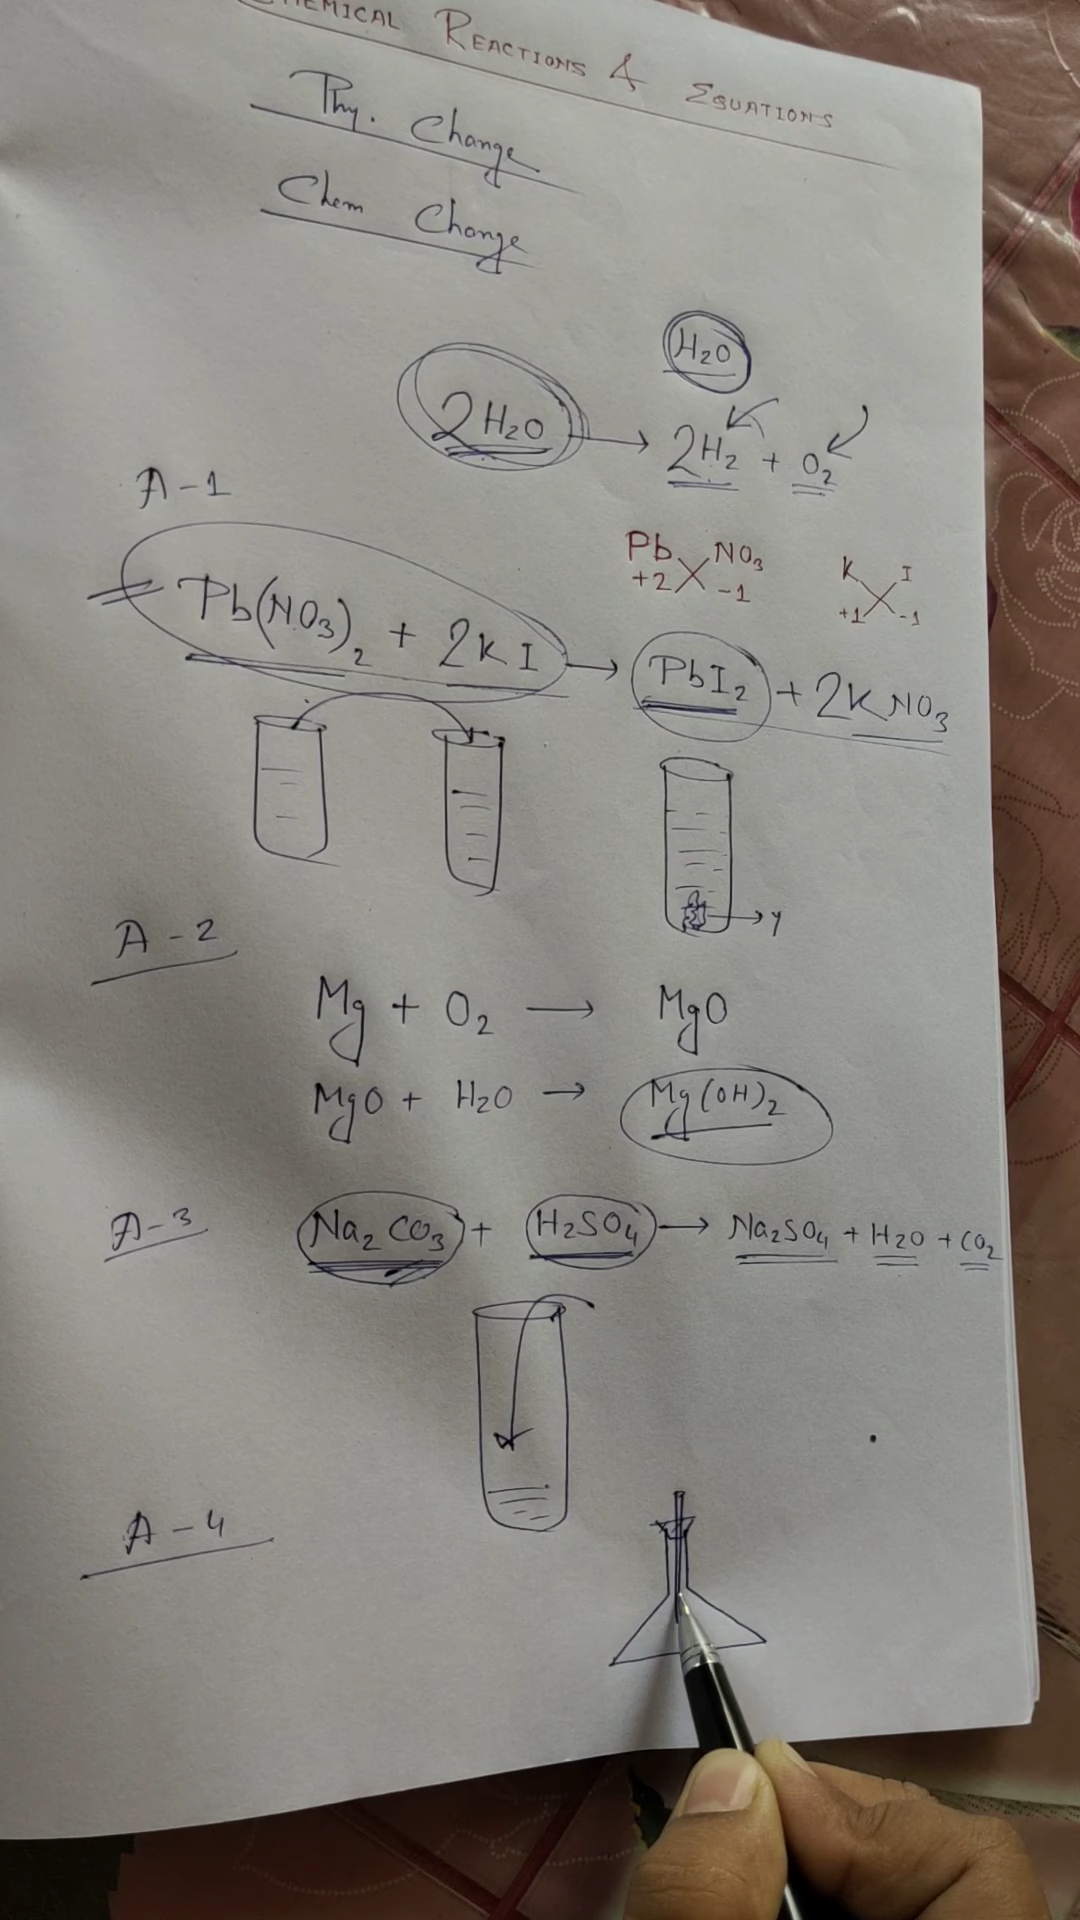 CHEMICAL REACTIONS & EQUATIONS
Phy. Change
Chem Change
H₂O
2H₂O → 2H₂ + O₂
A-1
Pb NO₃
+2 -1
K I
+1 -1
Pb(NO₃)₂ + 2KI → PbI₂ + 2KNO₃
→ Y
A-2
Mg + O₂ → MgO
MgO + H₂O → Mg(OH)₂
A-3 Na₂CO₃ + H₂SO₄ → Na₂SO₄ + H₂O + CO₂
A-4